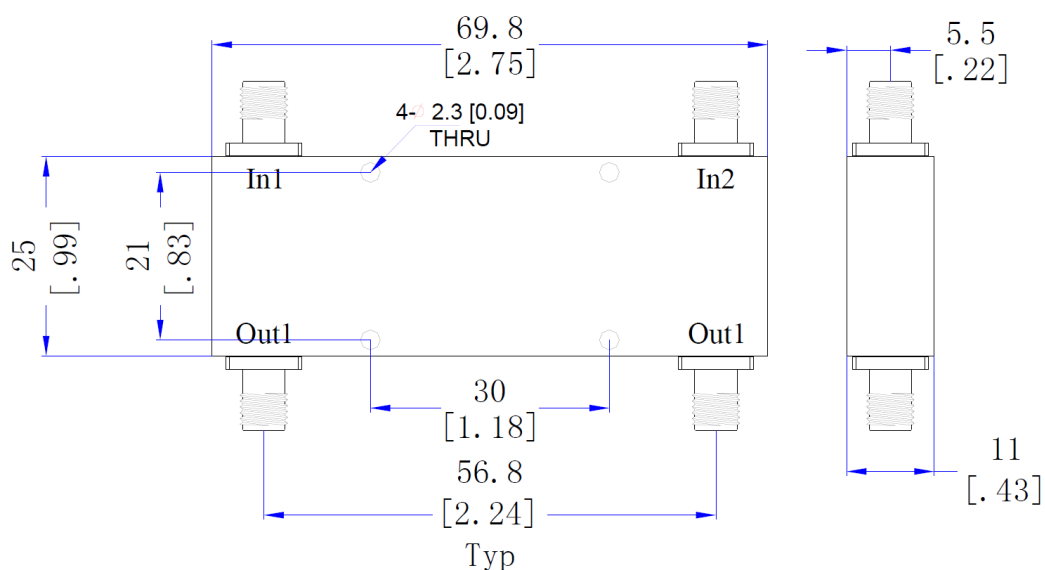 69.8
[2.75]
5.5
[.22]
4-⌀ 2.3 [0.09]
THRU
In1
In2
25
[.99]
21
[.83]
Out1
Out1
30
[1.18]
11
[.43]
56.8
[2.24]
Typ